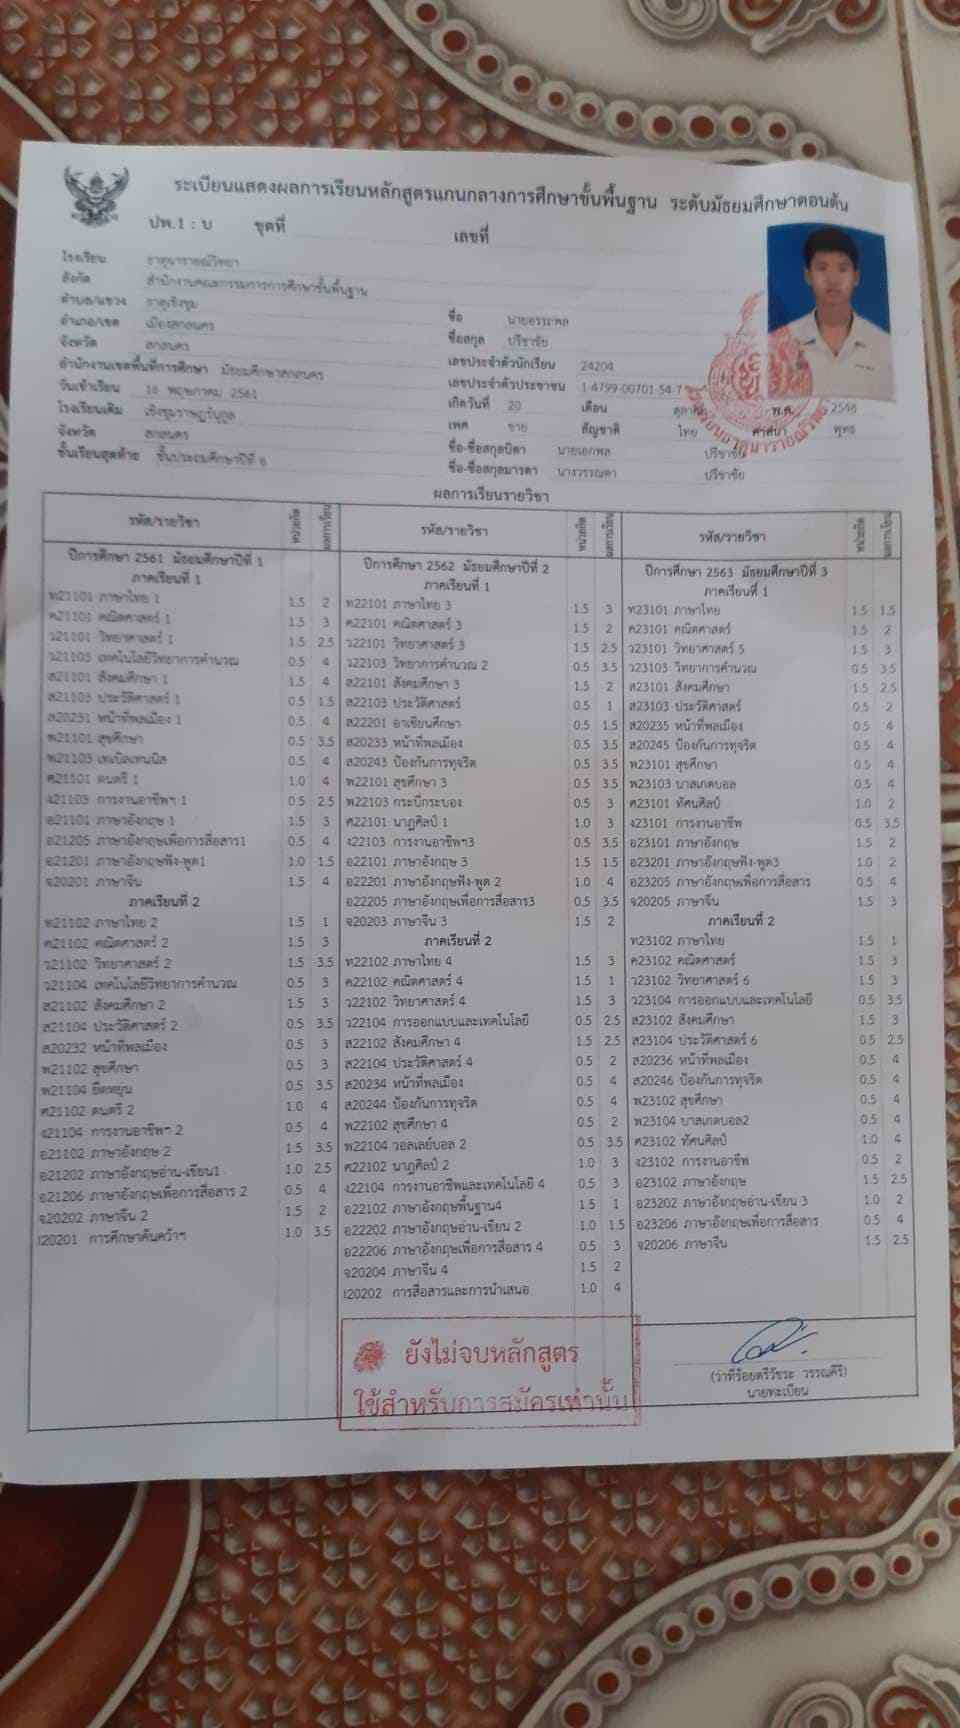 ระเบียนแสดงผลการเรียนหลักสูตรแกนกลางการศึกษาขั้นพื้นฐาน ระดับมัธยมศึกษาตอนต้น
ปพ.1 : บ ชุดที่ เลขที่
โรงเรียน ธาตุนารายณ์วิทยา
สังกัด สำนักงานคณะกรรมการการศึกษาขั้นพื้นฐาน
ตำบล/แขวง ธาตุเชิงชุม
อำเภอ/เขต เมืองสกลนคร
จังหวัด สกลนคร
สำนักงานเขตพื้นที่การศึกษา มัธยมศึกษาสกลนคร
วันเข้าเรียน 16 พฤษภาคม 2561
โรงเรียนเดิม เชิงชุมราษฎร์นุกูล
จังหวัด สกลนคร
ชั้นเรียนสุดท้าย ชั้นประถมศึกษาปีที่ 6
ชื่อ นายอรรถพล
ชื่อสกุล ปรีชาชัย
เลขประจำตัวนักเรียน 24204
เลขประจำตัวประชาชน 1-4799-00701-54-7
เกิดวันที่ 20 เดือน พ.ศ. 2548
เพศ ชาย สัญชาติ ไทย ศาสนา พุทธ
ชื่อ-ชื่อสกุลบิดา นายเอกพล ปรีชาชัย
ชื่อ-ชื่อสกุลมารดา นางวรรณดา ปรีชาชัย
ผลการเรียนรายวิชา
รหัส/รายวิชา หน่วยกิต ผลการเรียน
ปีการศึกษา 2561 มัธยมศึกษาปีที่ 1
ภาคเรียนที่ 1
ท21101 ภาษาไทย 1 1.5 2
ค21101 คณิตศาสตร์ 1 1.5 3
ว21101 วิทยาศาสตร์ 1 1.5 2.5
ว21103 เทคโนโลยีวิทยาการคำนวณ 0.5 4
ส21101 สังคมศึกษา 1 1.5 4
ส21103 ประวัติศาสตร์ 1 0.5 1.5
ส20231 หน้าที่พลเมือง 1 0.5 4
พ21101 สุขศึกษา 0.5 3.5
พ21103 เทเบิลเทนนิส 0.5 4
ศ21101 ดนตรี 1 1.0 4
ง21103 การงานอาชีพฯ 1 0.5 2.5
อ21101 ภาษาอังกฤษ 1 1.5 3
อ21205 ภาษาอังกฤษเพื่อการสื่อสาร1 0.5 4
อ21201 ภาษาอังกฤษฟัง-พูด1 1.0 1.5
จ20201 ภาษาจีน 1.5 4
ภาคเรียนที่ 2
ท21102 ภาษาไทย 2 1.5 1
ค21102 คณิตศาสตร์ 2 1.5 3
ว21102 วิทยาศาสตร์ 2 1.5 3.5
ว21104 เทคโนโลยีวิทยาการคำนวณ 0.5 3
ส21102 สังคมศึกษา 2 1.5 3
ส21104 ประวัติศาสตร์ 2 0.5 3.5
ส20232 หน้าที่พลเมือง 0.5 3
พ21102 สุขศึกษา 0.5 3
พ21104 ยืดหยุ่น 0.5 3.5
ศ21102 ดนตรี 2 1.0 4
ง21104 การงานอาชีพฯ 2 0.5 4
อ21102 ภาษาอังกฤษ 2 1.5 3.5
อ21202 ภาษาอังกฤษอ่าน-เขียน1 1.0 2.5
อ21206 ภาษาอังกฤษเพื่อการสื่อสาร 2 0.5 4
จ20202 ภาษาจีน 2 1.5 2
I20201 การศึกษาค้นคว้าฯ 1.0 3.5
รหัส/รายวิชา หน่วยกิต ผลการเรียน
ปีการศึกษา 2562 มัธยมศึกษาปีที่ 2
ภาคเรียนที่ 1
ท22101 ภาษาไทย 3 1.5 3
ค22101 คณิตศาสตร์ 3 1.5 2
ว22101 วิทยาศาสตร์ 3 1.5 2.5
ว22103 วิทยาการคำนวณ 2 0.5 3.5
ส22101 สังคมศึกษา 3 1.5 2
ส22103 ประวัติศาสตร์ 0.5 1
ส22201 อาเซียนศึกษา 0.5 1.5
ส20233 หน้าที่พลเมือง 0.5 3.5
ส20243 ป้องกันการทุจริต 0.5 3.5
พ22101 สุขศึกษา 3 0.5 3.5
พ22103 กระบี่กระบอง 0.5 3
ศ22101 นาฏศิลป์ 1 1.0 3
ง22103 การงานอาชีพฯ3 0.5 3.5
อ22101 ภาษาอังกฤษ 3 1.5 1.5
อ22201 ภาษาอังกฤษฟัง-พูด 2 1.0 4
อ22205 ภาษาอังกฤษเพื่อการสื่อสาร3 0.5 3.5
จ20203 ภาษาจีน 3 1.5 2
ภาคเรียนที่ 2
ท22102 ภาษาไทย 4 1.5 3
ค22102 คณิตศาสตร์ 4 1.5 1
ว22102 วิทยาศาสตร์ 4 1.5 3
ว22104 การออกแบบและเทคโนโลยี 0.5 2.5
ส22102 สังคมศึกษา 4 1.5 2.5
ส22104 ประวัติศาสตร์ 4 0.5 2
ส20234 หน้าที่พลเมือง 0.5 4
ส20244 ป้องกันการทุจริต 0.5 4
พ22102 สุขศึกษา 4 0.5 2
พ22104 วอลเลย์บอล 2 0.5 3.5
ศ22102 นาฏศิลป์ 2 1.0 3
ง22104 การงานอาชีพและเทคโนโลยี 4 0.5 3
อ22102 ภาษาอังกฤษพื้นฐาน4 1.5 1
อ22202 ภาษาอังกฤษอ่าน-เขียน 2 1.0 1.5
อ22206 ภาษาอังกฤษเพื่อการสื่อสาร 4 0.5 3
จ20204 ภาษาจีน 4 1.5 2
I20202 การสื่อสารและการนำเสนอ 1.0 4
รหัส/รายวิชา หน่วยกิต ผลการเรียน
ปีการศึกษา 2563 มัธยมศึกษาปีที่ 3
ภาคเรียนที่ 1
ท23101 ภาษาไทย 1.5 1.5
ค23101 คณิตศาสตร์ 1.5 2
ว23101 วิทยาศาสตร์ 5 1.5 3
ว23103 วิทยาการคำนวณ 0.5 3.5
ส23101 สังคมศึกษา 1.5 2.5
ส23103 ประวัติศาสตร์ 0.5 2
ส20235 หน้าที่พลเมือง 0.5 4
ส20245 ป้องกันการทุจริต 0.5 4
พ23101 สุขศึกษา 0.5 4
พ23103 บาสเกตบอล 0.5 4
ศ23101 ทัศนศิลป์ 1.0 2
ง23101 การงานอาชีพ 0.5 3.5
อ23101 ภาษาอังกฤษ 1.5 2
อ23201 ภาษาอังกฤษฟัง-พูด3 1.0 2
อ23205 ภาษาอังกฤษเพื่อการสื่อสาร 0.5 4
จ20205 ภาษาจีน 1.5 3
ภาคเรียนที่ 2
ท23102 ภาษาไทย 1.5 1
ค23102 คณิตศาสตร์ 1.5 3
ว23102 วิทยาศาสตร์ 6 1.5 3
ว23104 การออกแบบและเทคโนโลยี 0.5 3.5
ส23102 สังคมศึกษา 1.5 3
ส23104 ประวัติศาสตร์ 6 0.5 2.5
ส20236 หน้าที่พลเมือง 0.5 4
ส20246 ป้องกันการทุจริต 0.5 4
พ23102 สุขศึกษา 0.5 4
พ23104 บาสเกตบอล2 0.5 4
ศ23102 ทัศนศิลป์ 1.0 4
ง23102 การงานอาชีพ 0.5 2
อ23102 ภาษาอังกฤษ 1.5 2.5
อ23202 ภาษาอังกฤษอ่าน-เขียน 3 1.0 2
อ23206 ภาษาอังกฤษเพื่อการสื่อสาร 0.5 4
จ20206 ภาษาจีน 1.5 2.5
ยังไม่จบหลักสูตร
ใช้สำหรับการสมัครเท่านั้น
(ว่าที่ร้อยตรีวัชระ วรรณคีรี)
นายทะเบียน